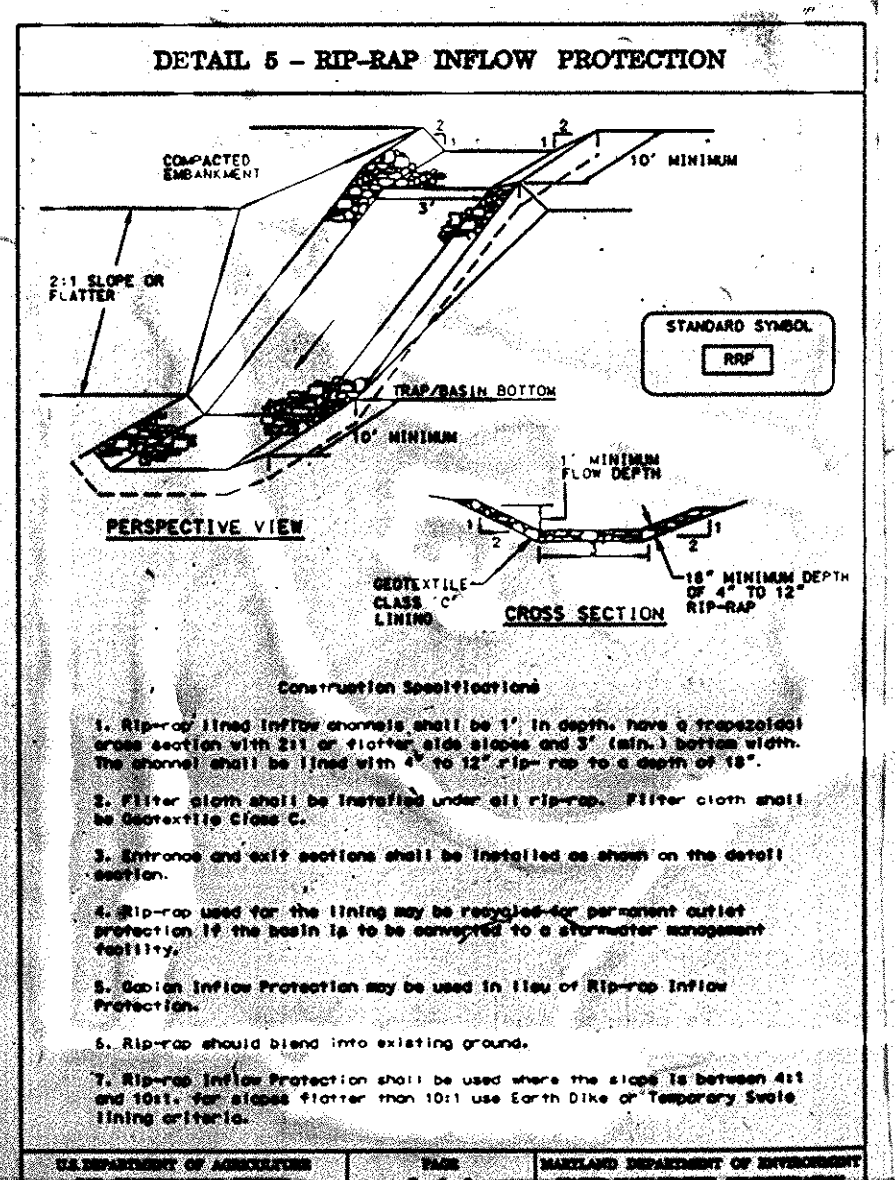 DETAIL 5 - RIP-RAP INFLOW PROTECTION
2
1
1
2
COMPACTED
EMBANKMENT
10' MINIMUM
3'
2:1 SLOPE OR
FLATTER
STANDARD SYMBOL
RRP
TRAP/BASIN BOTTOM
10' MINIMUM
PERSPECTIVE VIEW
1' MINIMUM
FLOW DEPTH
1
2
1
2
GEOTEXTILE
CLASS "C"
LINING
18" MINIMUM DEPTH
OF 4" TO 12"
RIP-RAP
CROSS SECTION
Construction Specifications
1. Rip-rap lined inflow channels shall be 1' in depth, have a trapezoidal
cross section with 2:1 or flatter side slopes and 3' (min.) bottom width.
The channel shall be lined with 4" to 12" rip- rap to a depth of 18".
2. Filter cloth shall be installed under all rip-rap. Filter cloth shall
be Geotextile Class C.
3. Entrance and exit sections shall be installed as shown on the detail
section.
4. Rip-rap used for the lining may be recycled for permanent outlet
protection if the basin is to be converted to a stormwater management
facility.
5. Gabion Inflow Protection may be used in lieu of Rip-rap Inflow
Protection.
6. Rip-rap should blend into existing ground.
7. Rip-rap Inflow Protection shall be used where the slope is between 4:1
and 10:1, for slopes flatter than 10:1 use Earth Dike or Temporary Swale
lining criteria.
U.S. DEPARTMENT OF AGRICULTURE
PAGE
MARYLAND DEPARTMENT OF ENVIRONMENT